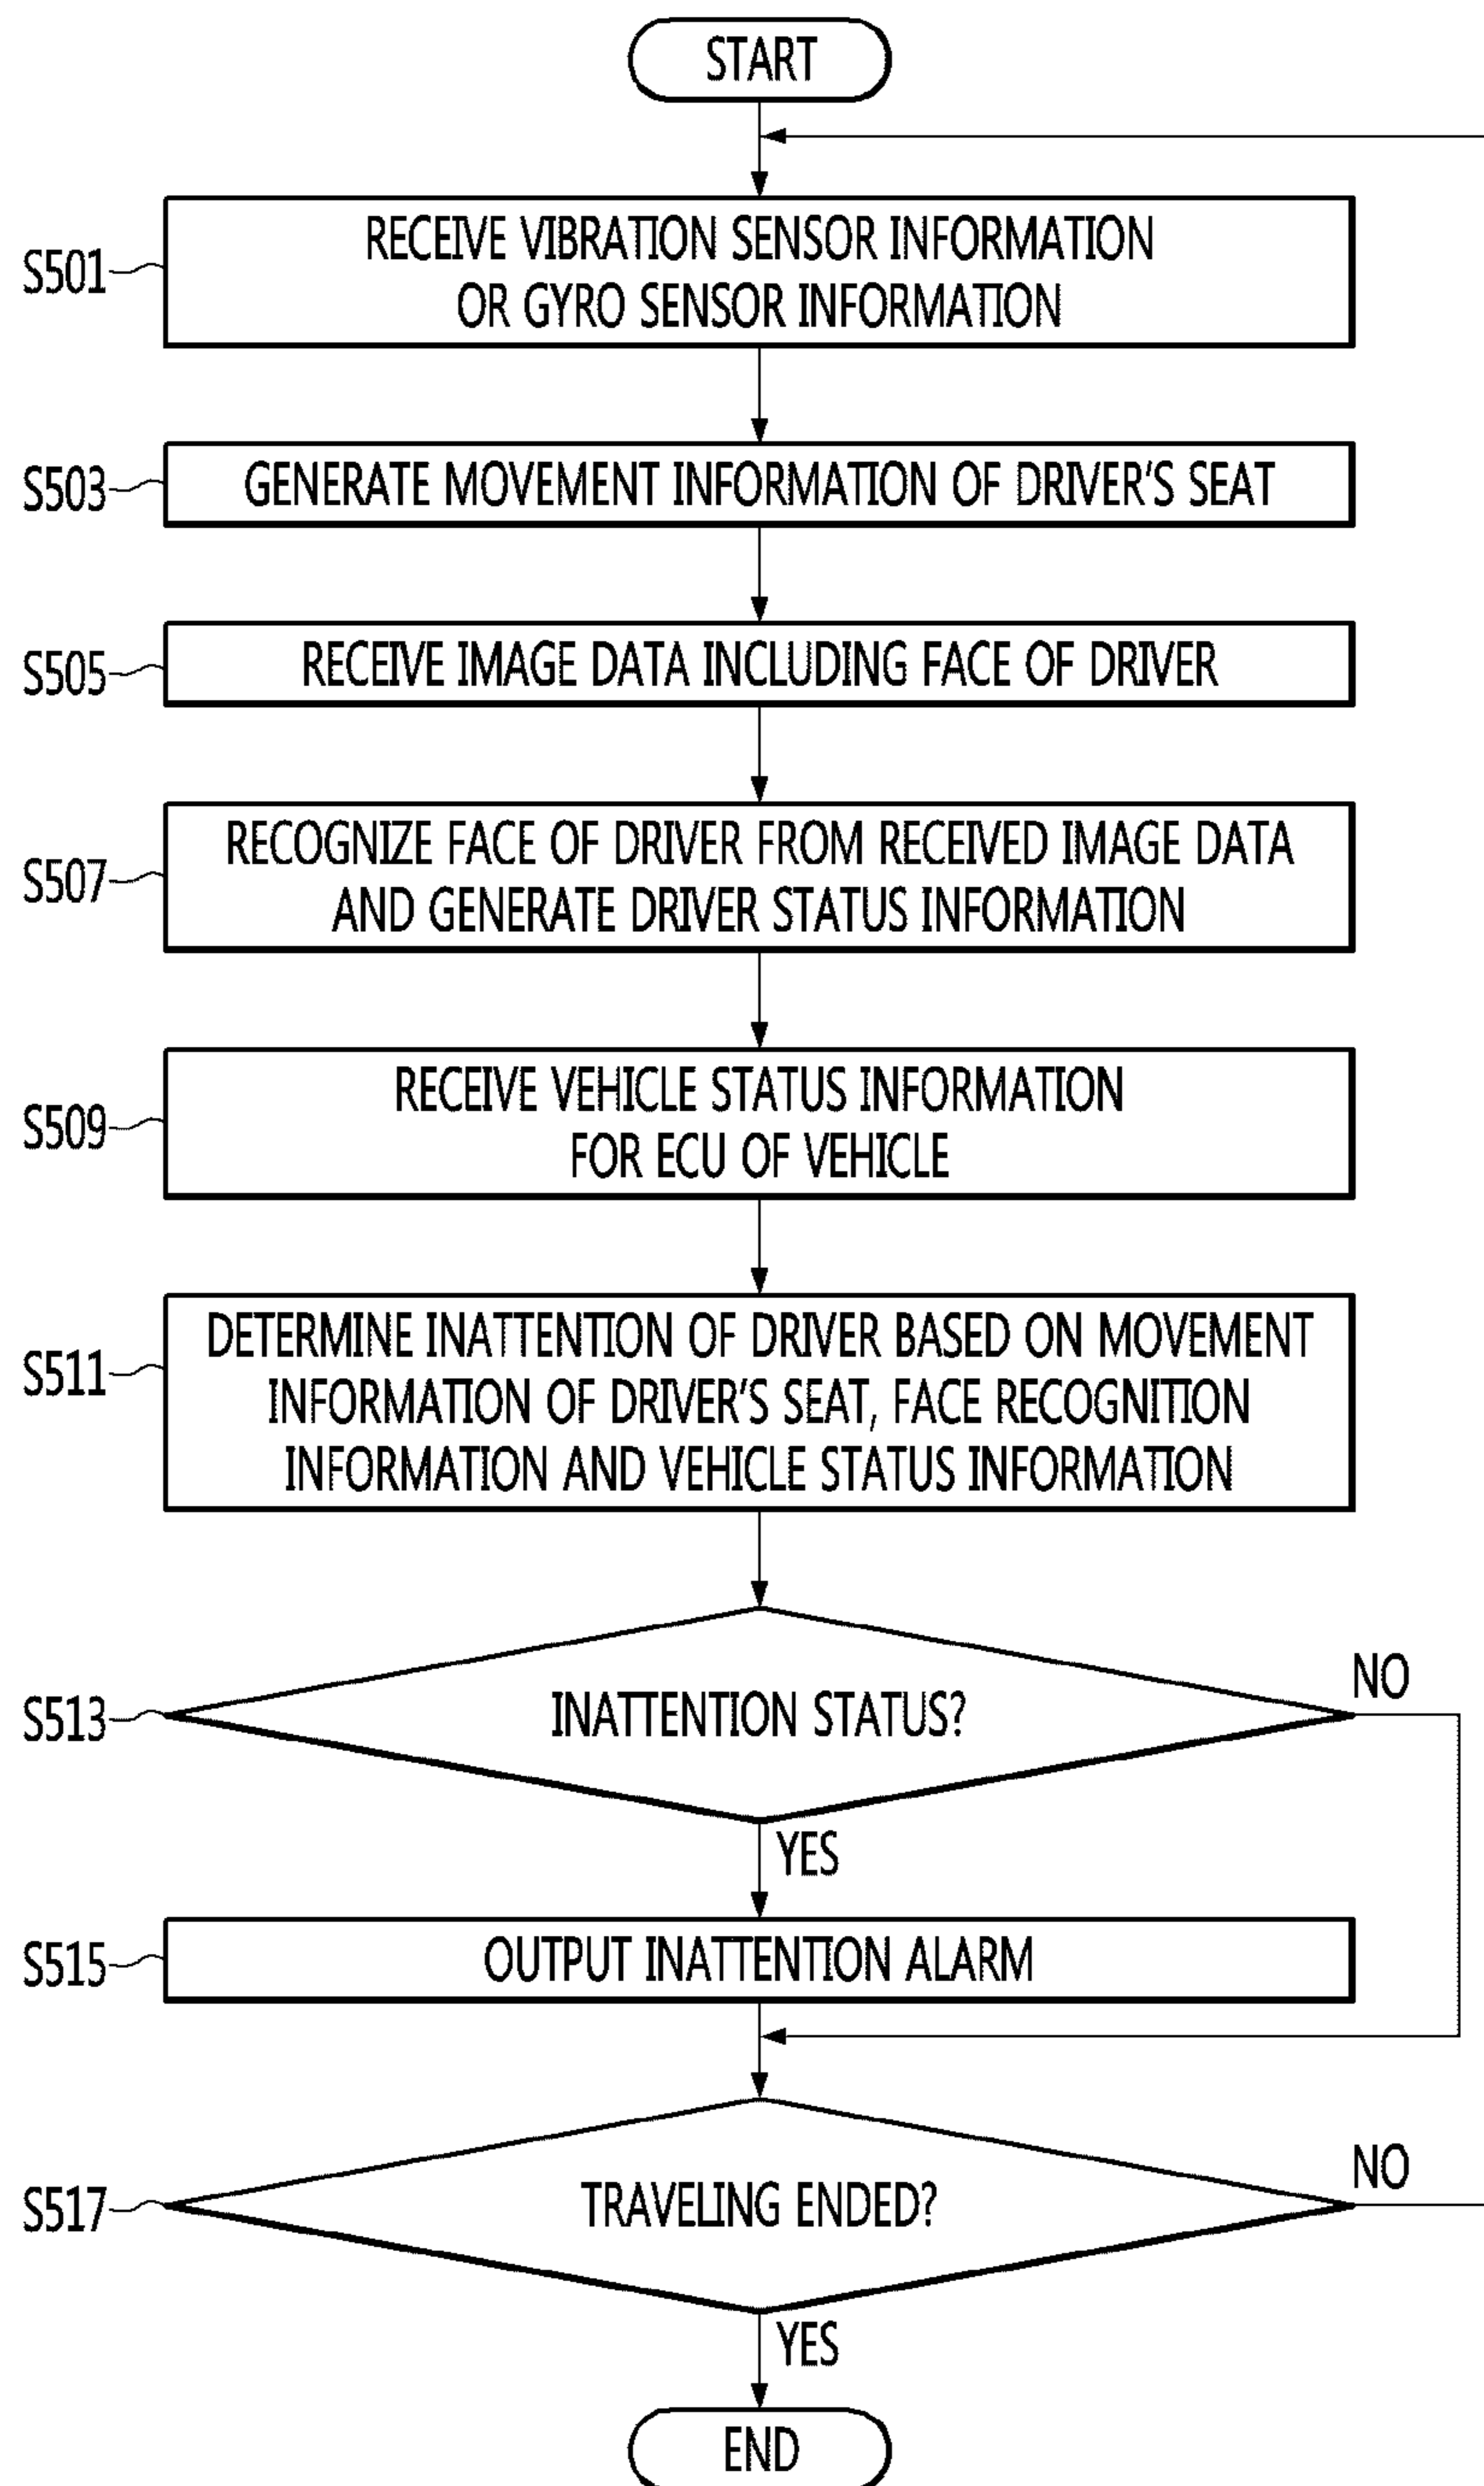 START
S501
RECEIVE VIBRATION SENSOR INFORMATION
OR GYRO SENSOR INFORMATION
S503
GENERATE MOVEMENT INFORMATION OF DRIVER'S SEAT
S505
RECEIVE IMAGE DATA INCLUDING FACE OF DRIVER
S507
RECOGNIZE FACE OF DRIVER FROM RECEIVED IMAGE DATA
AND GENERATE DRIVER STATUS INFORMATION
S509
RECEIVE VEHICLE STATUS INFORMATION
FOR ECU OF VEHICLE
S511
DETERMINE INATTENTION OF DRIVER BASED ON MOVEMENT
INFORMATION OF DRIVER'S SEAT, FACE RECOGNITION
INFORMATION AND VEHICLE STATUS INFORMATION
S513
INATTENTION STATUS?
NO
YES
S515
OUTPUT INATTENTION ALARM
S517
TRAVELING ENDED?
NO
YES
END